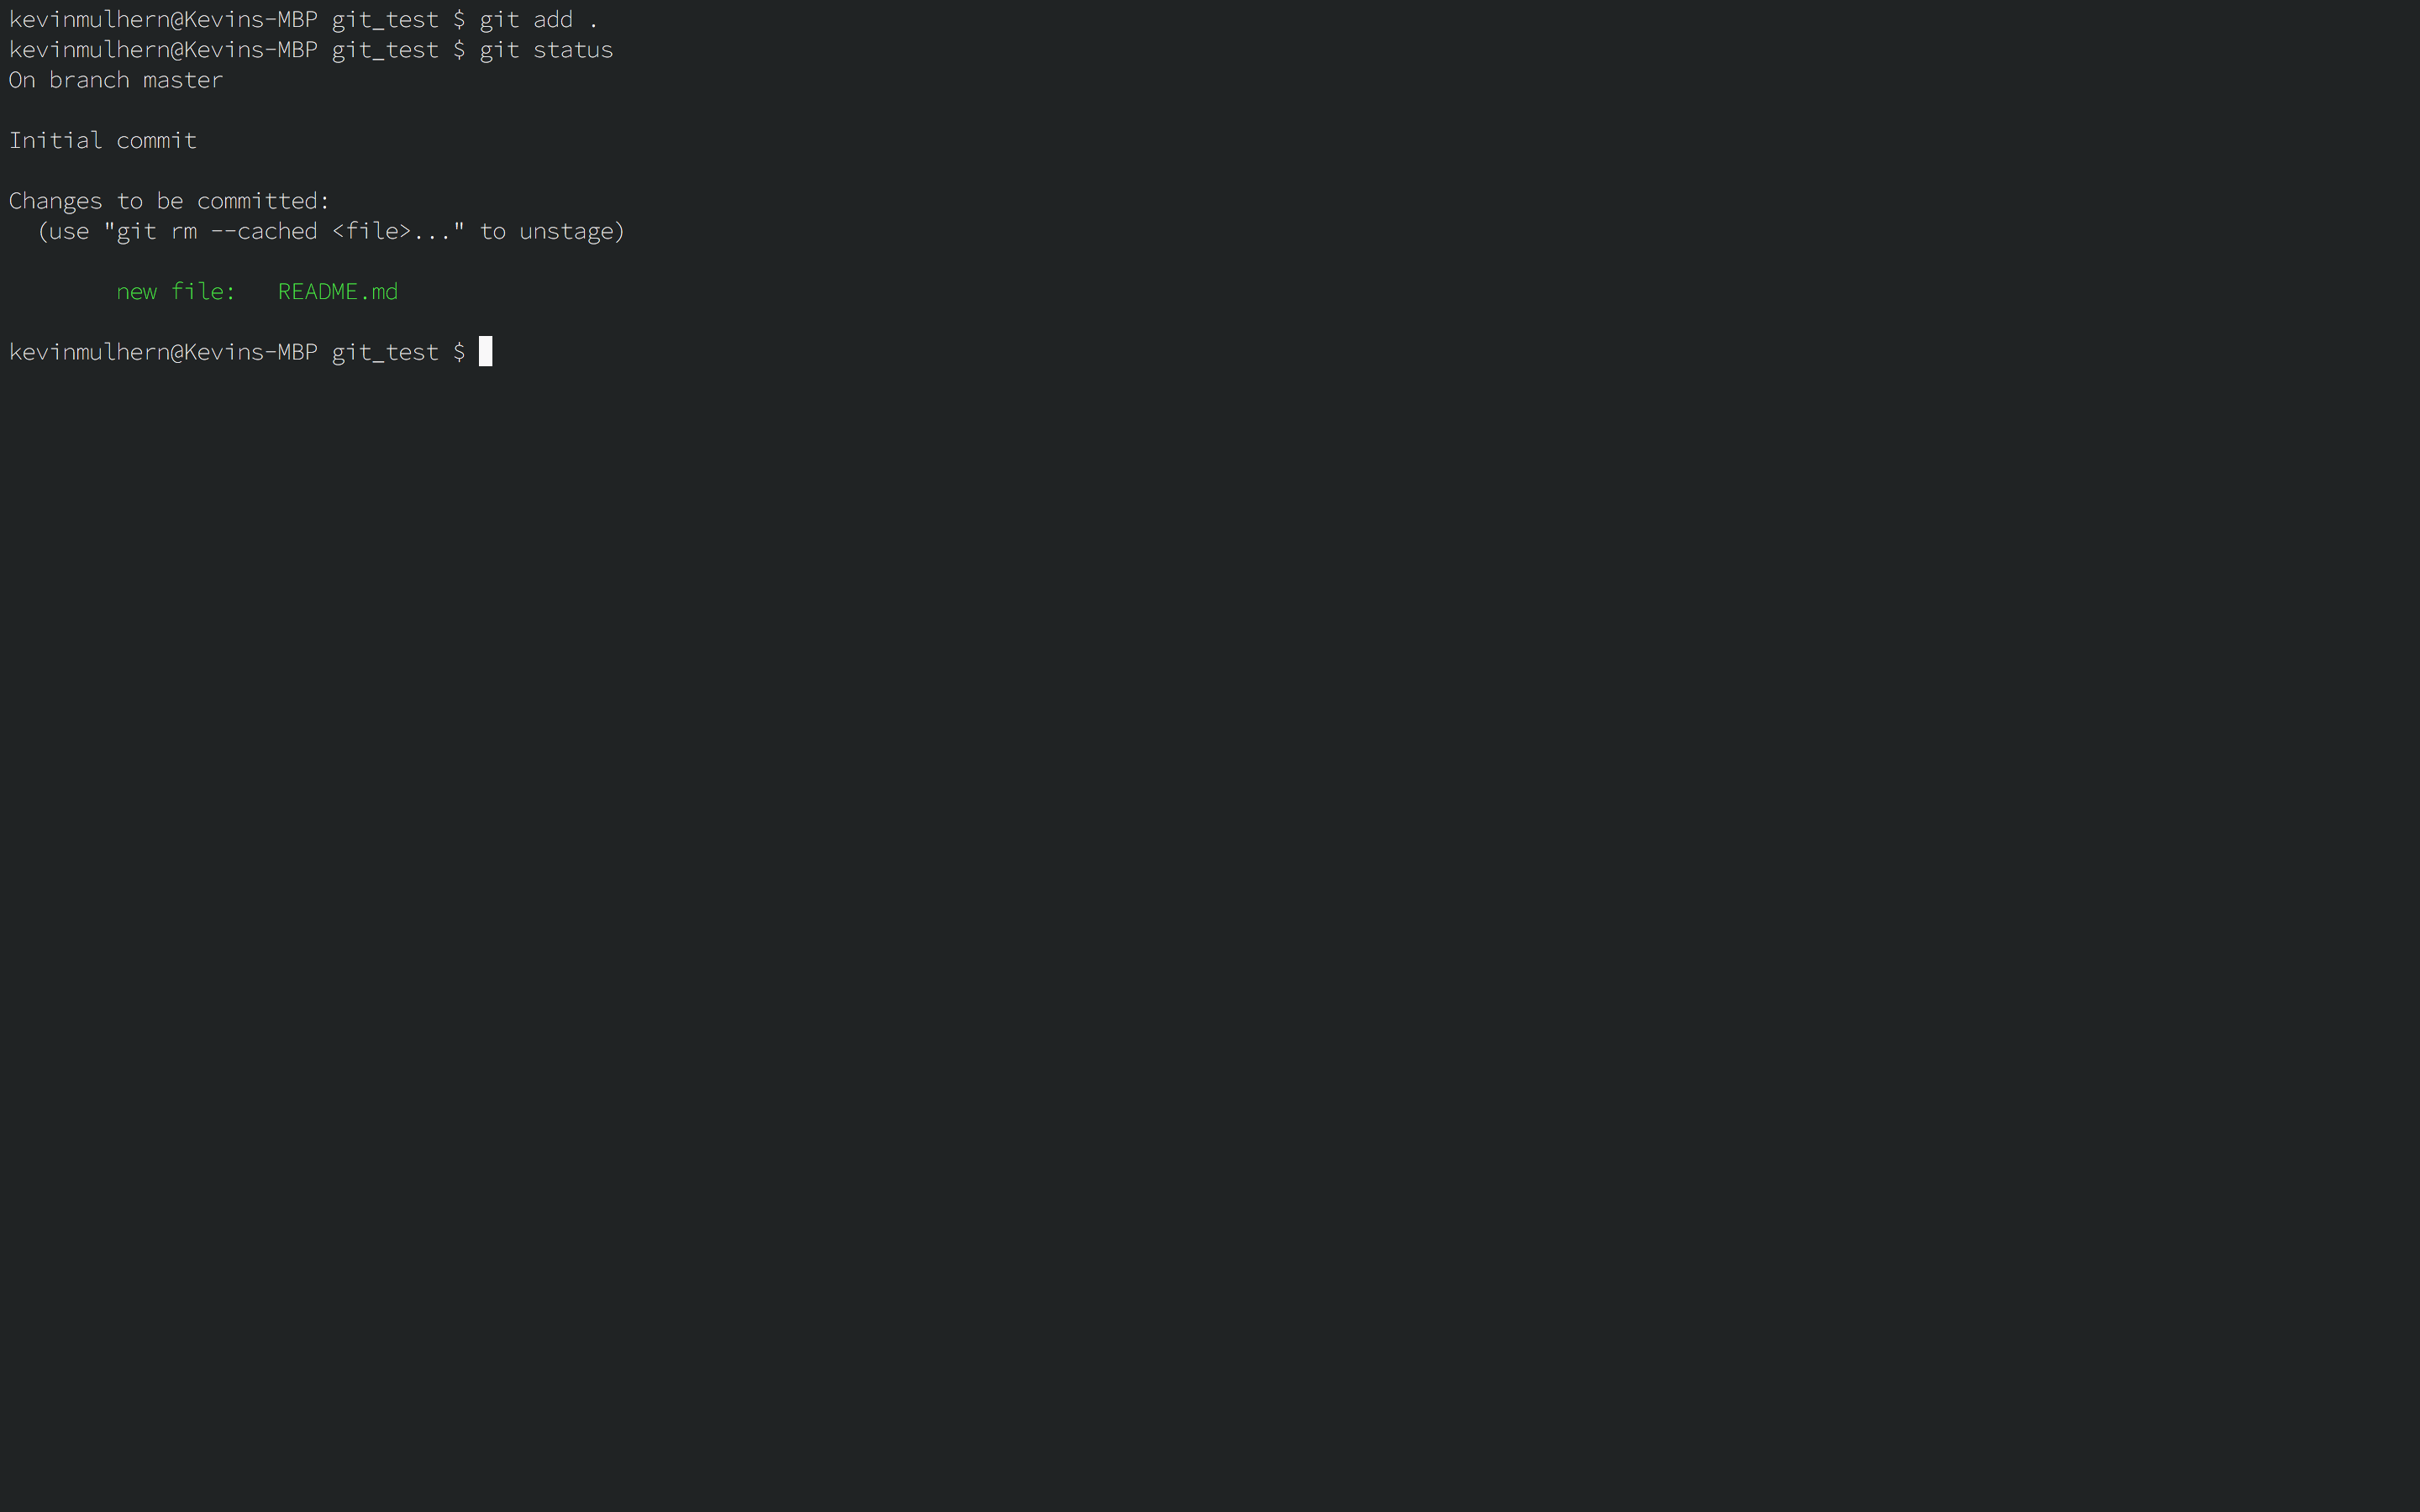 kevinmulhern@Kevins-MBP git_test $ git add .
kevinmulhern@Kevins-MBP git_test $ git status
On branch master
Initial commit
Changes to be committed:
  (use "git rm --cached <file>..." to unstage)
        new file:   README.md
kevinmulhern@Kevins-MBP git_test $